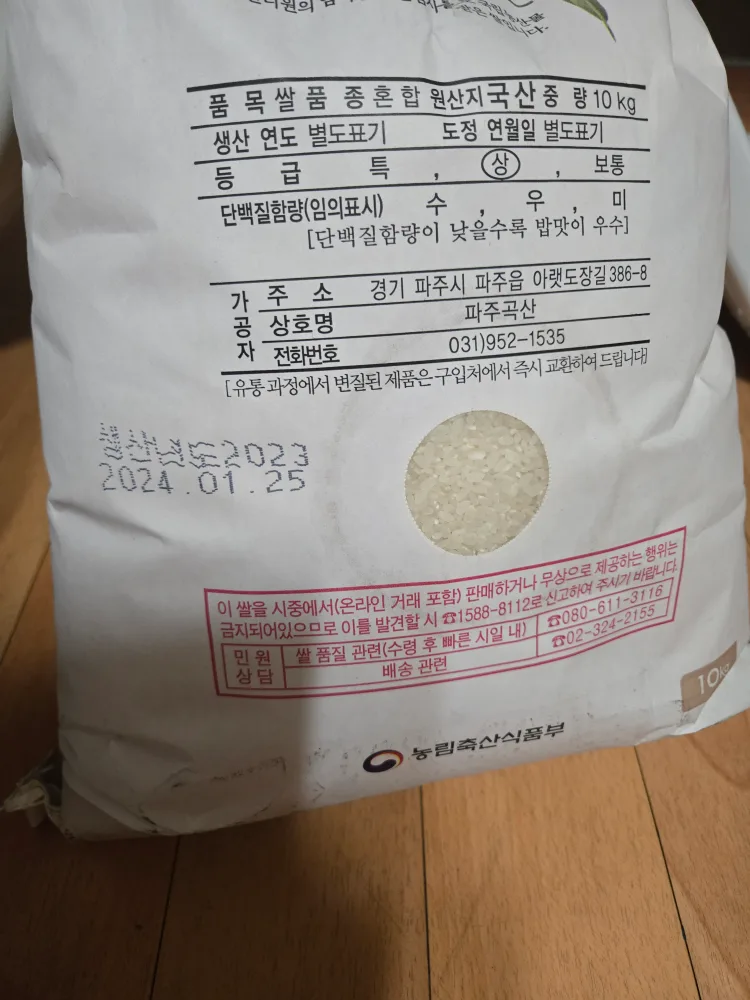 품 목 쌀 품 종 혼 합 원산지 국산 중 량 10 kg
생산 연도 별도표기 도정 연월일 별도표기
등 급 특 , 상 , 보통
단백질함량(임의표시) 수 , 우 , 미
[단백질함량이 낮을수록 밥맛이 우수]
가공자 주 소 경기 파주시 파주읍 아랫도장길 386-8
상호명 파주곡산
전화번호 031)952-1535
[유통과정에서 변질된 제품은 구입처에서 즉시 교환하여 드립니다]
생산년도2023
2024.01.25
이 쌀을 시중에서(온라인 거래 포함) 판매하거나 무상으로 제공하는 행위는
금지되어있으므로 이를 발견할 시 ☎1588-8112로 신고하여 주시기 바랍니다.
민원상담 쌀 품질 관련(수령 후 빠른 시일 내) ☎080-611-3116
배송 관련 ☎02-324-2155
10kg
농림축산식품부